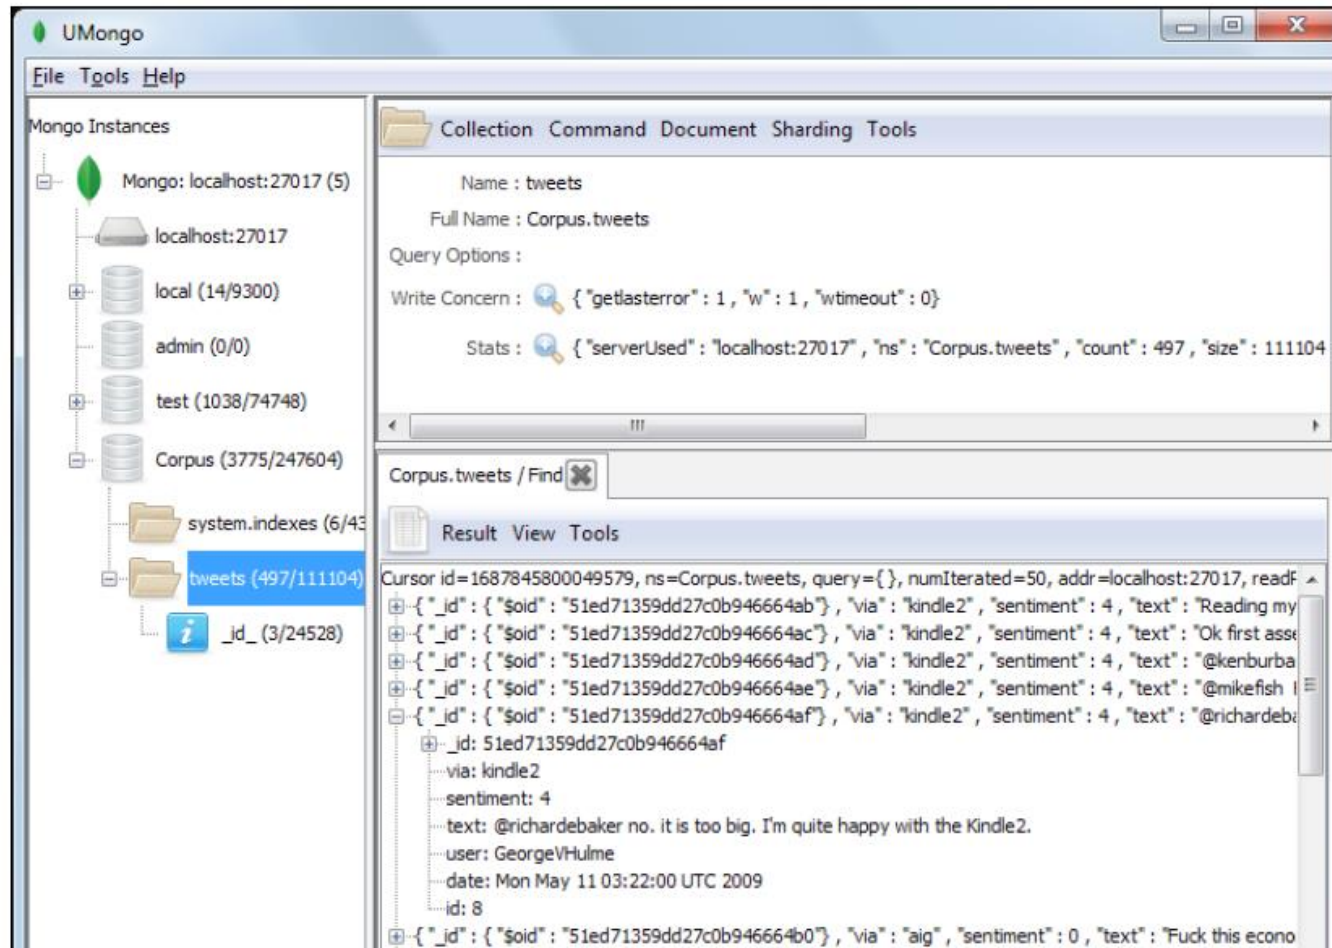 UMongo
File Tools Help
Mongo Instances
Mongo: localhost:27017 (5)
localhost:27017
local (14/9300)
admin (0/0)
test (1038/74748)
Corpus (3775/247604)
system.indexes (6/43
tweets (497/111104)
_id_ (3/24528)
Collection Command Document Sharding Tools
Name : tweets
Full Name : Corpus.tweets
Query Options :
Write Concern : { "getlasterror" : 1 , "w" : 1 , "wtimeout" : 0}
Stats : { "serverUsed" : "localhost:27017" , "ns" : "Corpus.tweets" , "count" : 497 , "size" : 111104
Corpus.tweets / Find
Result View Tools
Cursor id=1687845800049579, ns=Corpus.tweets, query={ }, numIterated=50, addr=localhost:27017, readP
{ "_id" : { "$oid" : "51ed71359dd27c0b946664ab"} , "via" : "kindle2" , "sentiment" : 4 , "text" : "Reading my
{ "_id" : { "$oid" : "51ed71359dd27c0b946664ac"} , "via" : "kindle2" , "sentiment" : 4 , "text" : "Ok first asse
{ "_id" : { "$oid" : "51ed71359dd27c0b946664ad"} , "via" : "kindle2" , "sentiment" : 4 , "text" : "@kenburba
{ "_id" : { "$oid" : "51ed71359dd27c0b946664ae"} , "via" : "kindle2" , "sentiment" : 4 , "text" : "@mikefish
{ "_id" : { "$oid" : "51ed71359dd27c0b946664af"} , "via" : "kindle2" , "sentiment" : 4 , "text" : "@richardeba
_id: 51ed71359dd27c0b946664af
via: kindle2
sentiment: 4
text: @richardebaker no. it is too big. I'm quite happy with the Kindle2.
user: GeorgeVHulme
date: Mon May 11 03:22:00 UTC 2009
id: 8
{ "_id" : { "$oid" : "51ed71359dd27c0b946664b0"} , "via" : "aig" , "sentiment" : 0 , "text" : "Fuck this econo